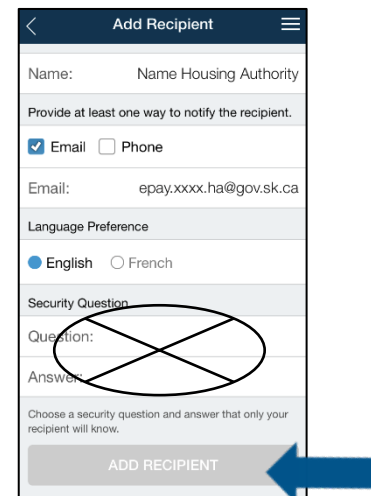 Add Recipient
Name: Name Housing Authority
Provide at least one way to notify the recipient.
Email Phone
Email: epay.xxxx.ha@gov.sk.ca
Language Preference
English French
Security Question
Question:
Answer:
Choose a security question and answer that only your
recipient will know.
ADD RECIPIENT